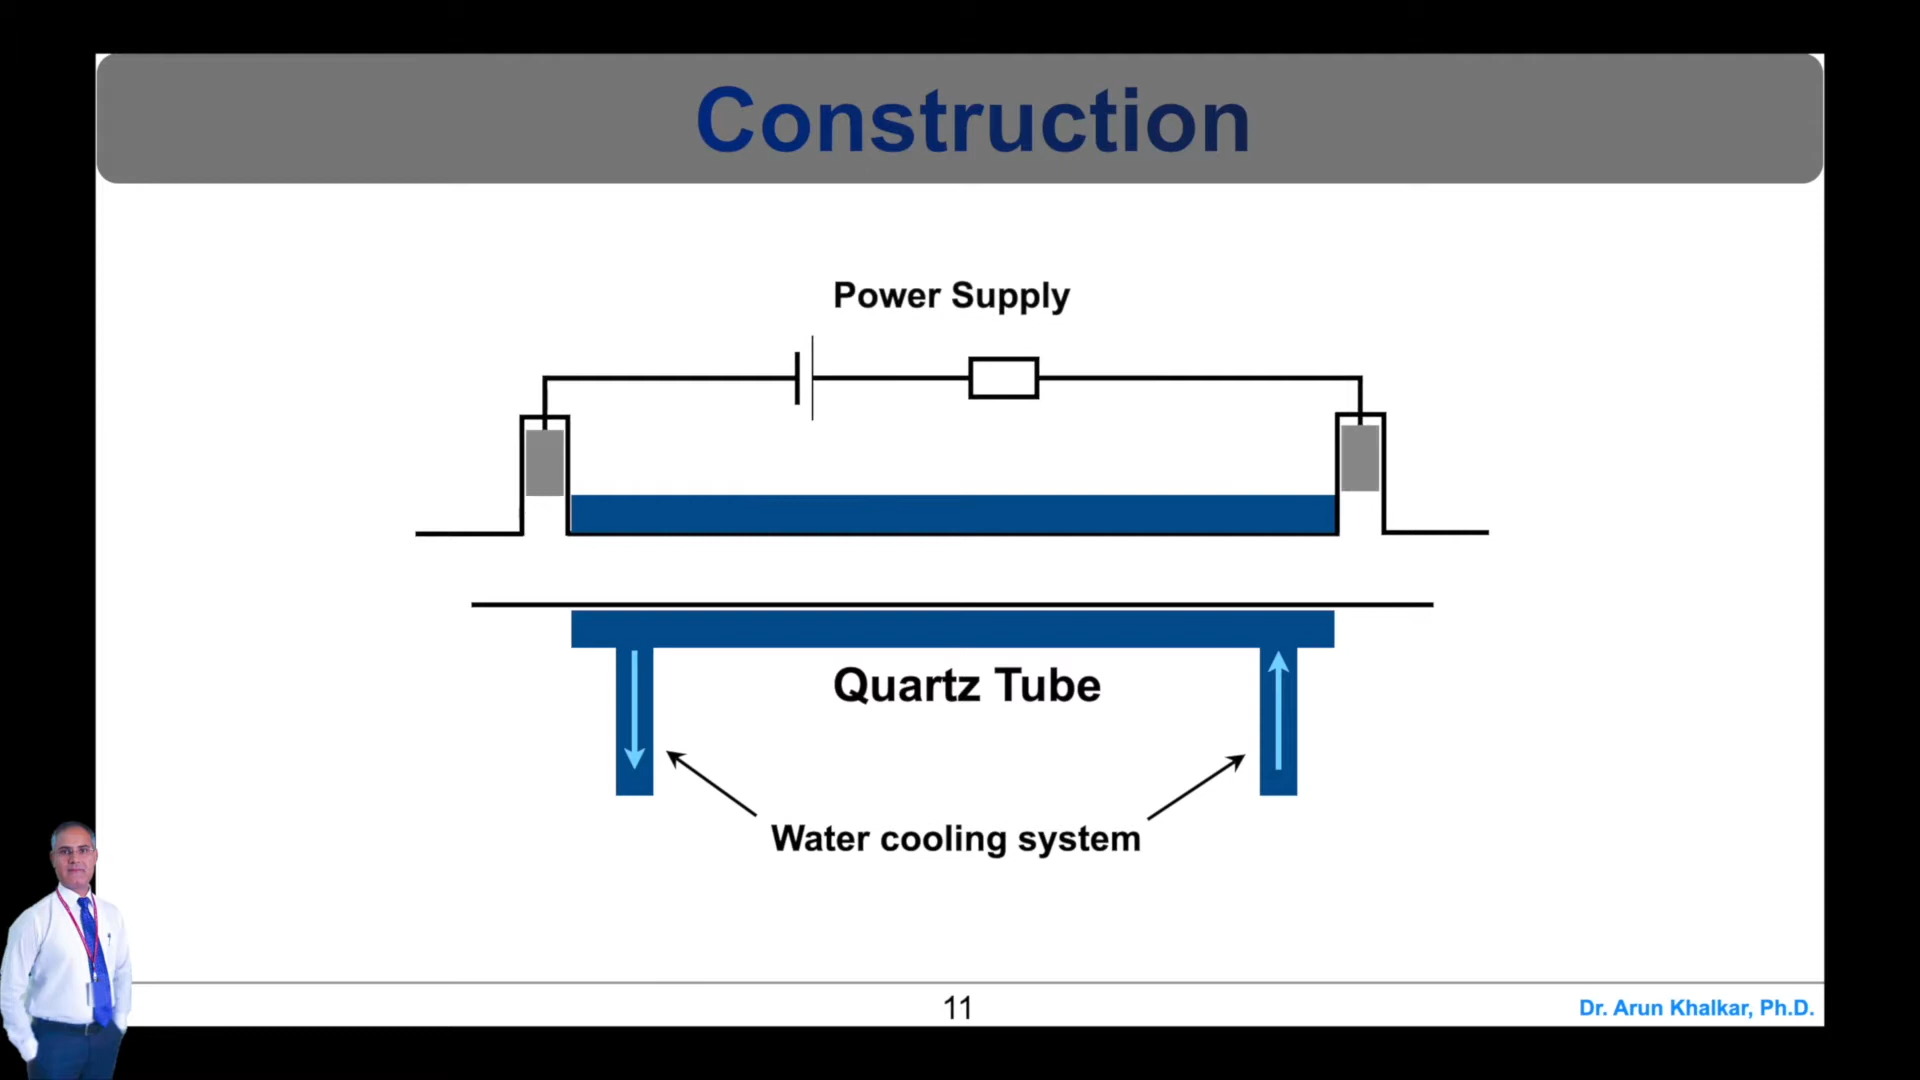 Construction
Power Supply
Quartz Tube
Water cooling system
11
Dr. Arun Khalkar, Ph.D.